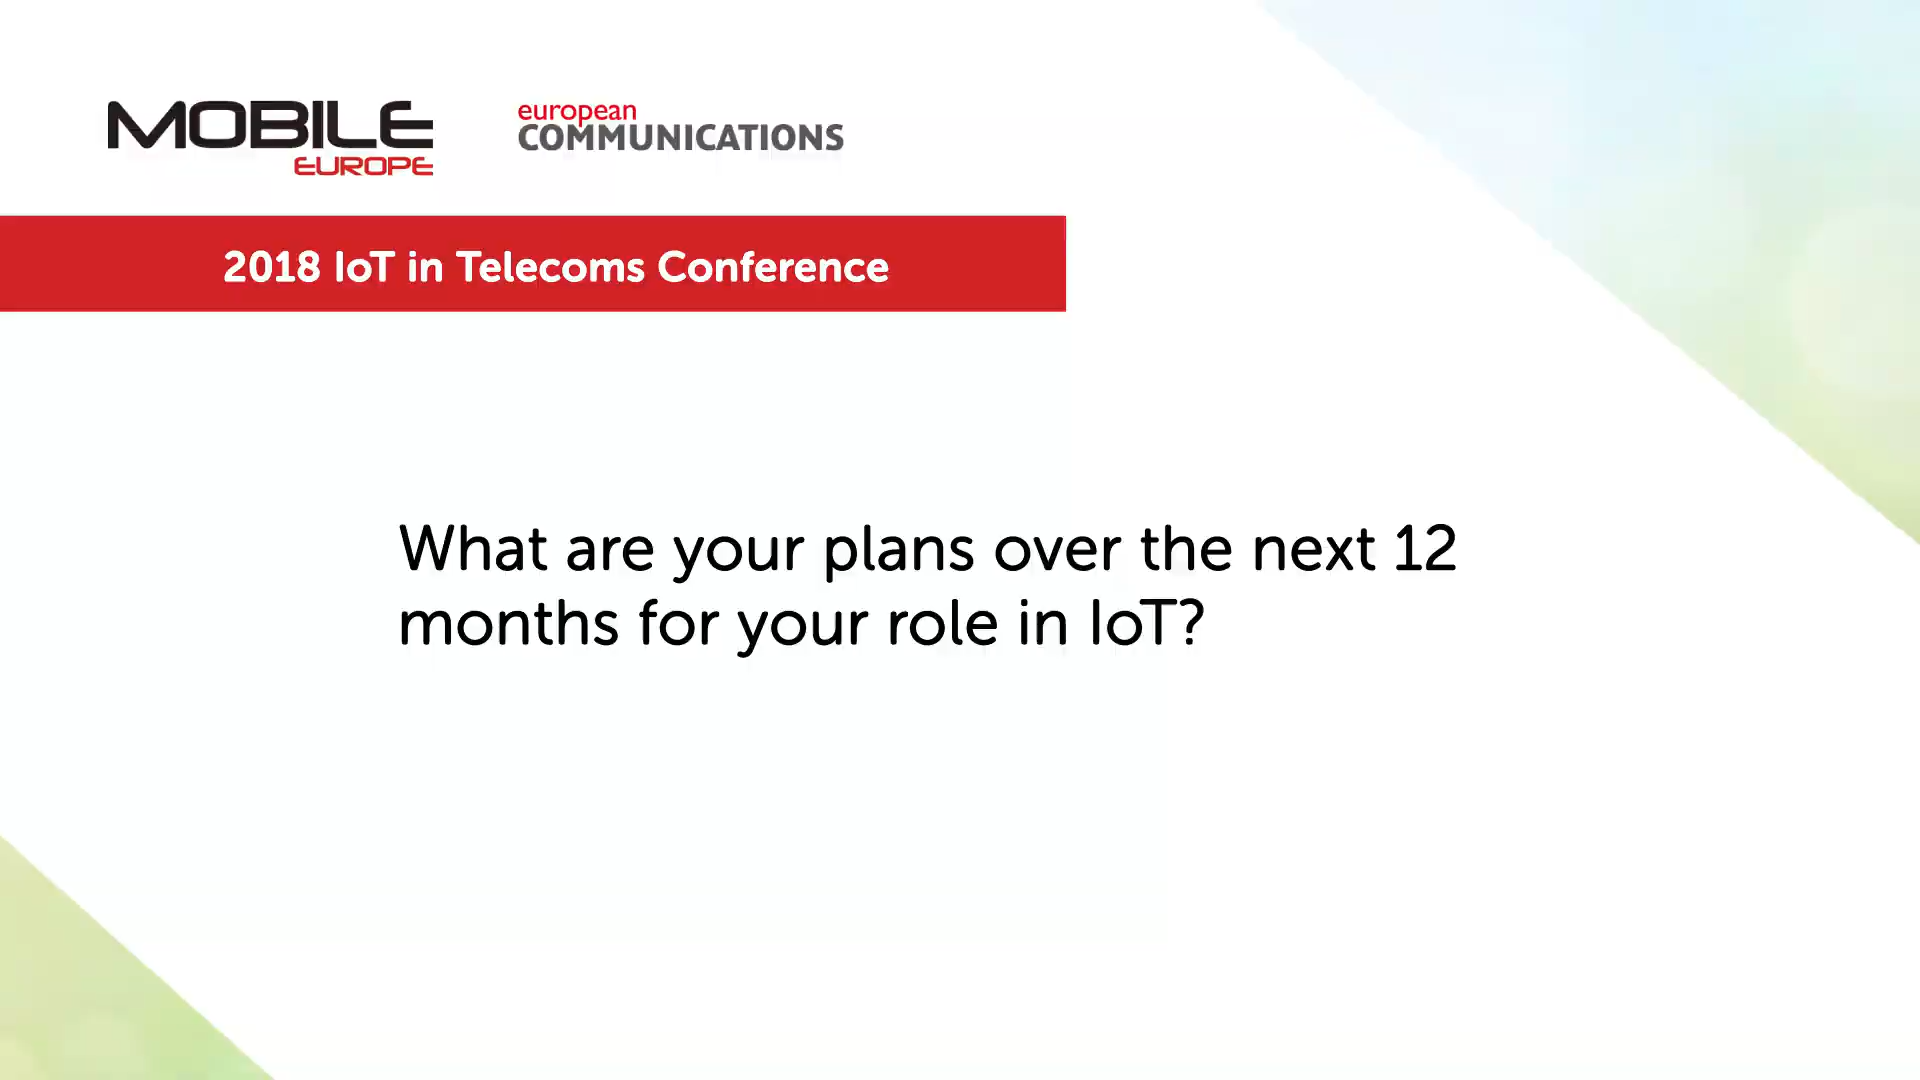 MOBILE
EUROPE
european
COMMUNICATIONS
2018 IoT in Telecoms Conference
What are your plans over the next 12
months for your role in IoT?